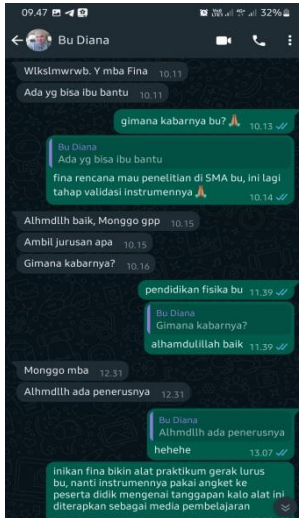 09.47
32%
Bu Diana
Wlkslmwrwb. Y mba Fina 10.11
Ada yg bisa ibu bantu 10.11
gimana kabarnya bu?🙏🏽 10.13
Bu Diana
Ada yg bisa ibu bantu
fina rencana mau penelitian di SMA bu, ini lagi
tahap validasi instrumennya🙏🏽 10.14
Alhmdllh baik, Monggo gpp 10.15
Ambil jurusan apa 10.15
Gimana kabarnya? 10.16
pendidikan fisika bu 11.39
Bu Diana
Gimana kabarnya?
alhamdulillah baik 11.39
Monggo mba 12.31
Alhmdllh ada penerusnya 12.31
Bu Diana
Alhmdllh ada penerusnya
hehehe 13.07
inikan fina bikin alat praktikum gerak lurus
bu, nanti instrumennya pakai angket ke
peserta didik mengenai tanggapan kalo alat ini
diterapkan sebagai media pembelajaran